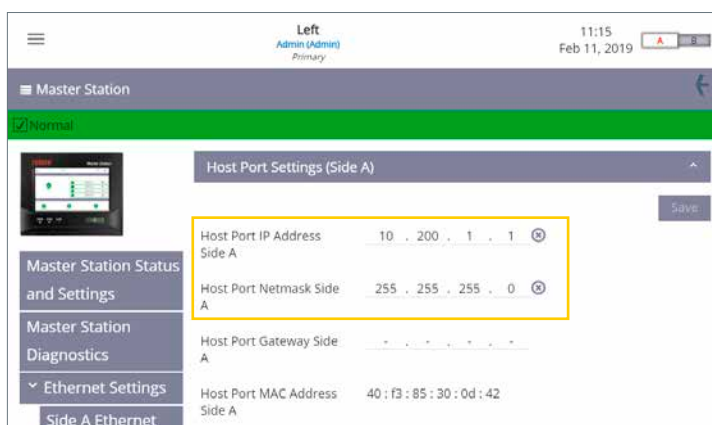 Left
Admin (Admin)
Primary
11:15
Feb 11, 2019
A B
Master Station
Normal
Host Port Settings (Side A)
Save
Host Port IP Address
Side A
10 . 200 . 1 . 1
Host Port Netmask Side
A
255 . 255 . 255 . 0
Host Port Gateway Side
A
- . - . - . -
Host Port MAC Address
Side A
40 : f3 : 85 : 30 : 0d : 42
Master Station Status
and Settings
Master Station
Diagnostics
Ethernet Settings
Side A Ethernet